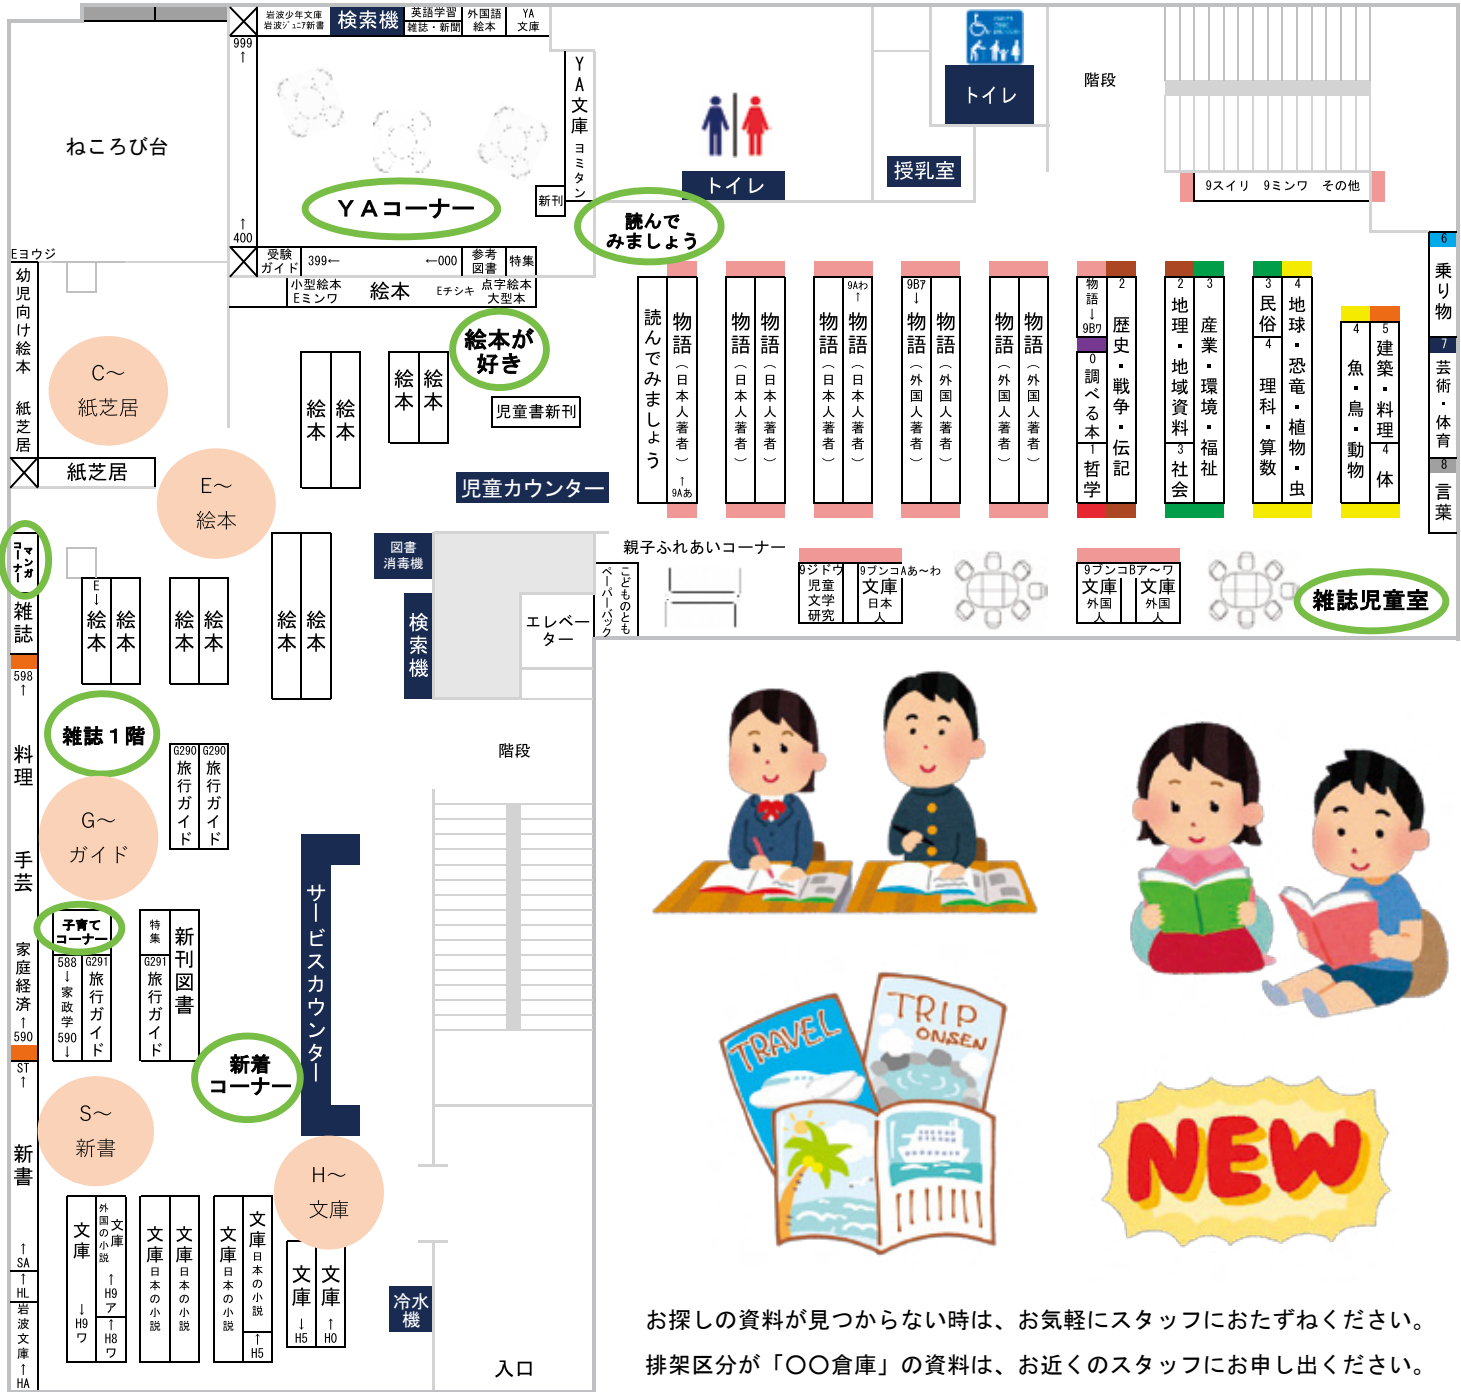 岩波少年文庫
岩波ジュニア新書
検索機
英語学習
雑誌・新聞
外国語
絵本
YA
文庫
999
↑
ねころび台
YA文庫
ヨミタン
新刊
↑
400
YAコーナー
トイレ
授乳室
トイレ
階段
9スイリ 9ミンワ その他
読んで
みましょう
Eヨウジ
受験
ガイド
399←
←000
参考
図書
特集
小型絵本
Eミンワ
絵本
Eチシキ
点字絵本
大型本
幼児向け絵本 紙芝居
絵本が
好き
C～
紙芝居
絵本
絵本
絵本
絵本
児童書新刊
紙芝居
E～
絵本
児童カウンター
読んでみましょう
物語(日本人著者)
↑
9Aあ
物語(日本人著者)
物語(日本人著者)
物語(日本人著者)
9Aわ
↑
物語(日本人著者)
9Bア
↓
物語(外国人著者)
物語(外国人著者)
物語(外国人著者)
物語(外国人著者)
物語
↓
9Bワ
0
調べる本
1
哲学
2
歴史・戦争・伝記
2
地理・地域資料
3
社会
3
産業・環境・福祉
3
民俗
4
理科・算数
4
地球・恐竜・植物・虫
4
魚・鳥・動物
5
建築・料理
4
体
6
乗り物
7
芸術・体育
8
言葉
マンガ
コーナー
雑誌
598
↑
料理
手芸
家庭経済
↑
590
ST
↑
新書
↑
SA
↑
HL
岩波文庫
↑
HA
E
↓
絵本
絵本
絵本
絵本
絵本
絵本
図書
消毒機
検索機
エレベー
ター
こどものとも
ペーパーバック
親子ふれあいコーナー
9ジドウ
児童
文学
研究
9ブンコAあ～わ
文庫
日本
人
9ブンコBア～ワ
文庫
外国
人
文庫
外国
人
雑誌児童室
雑誌1階
G290
旅行ガイド
G290
旅行ガイド
階段
G～
ガイド
サービスカウンター
子育て
コーナー
588
↓
家政学
590
↓
G291
旅行ガイド
特集
G291
旅行ガイド
新刊図書
新着
コーナー
S～
新書
H～
文庫
文庫
↓
H9
ワ
文庫
外国の小説
↑
H9
ア
↑
H8
ワ
文庫
日本の小説
文庫
日本の小説
文庫
日本の小説
文庫
日本の小説
↑
H5
文庫
↓
H5
文庫
↑
H0
冷水
機
入口
TRAVEL
TRIP
ONSEN
NEW
お探しの資料が見つからない時は、お気軽にスタッフにおたずねください。
排架区分が「〇〇倉庫」の資料は、お近くのスタッフにお申し出ください。